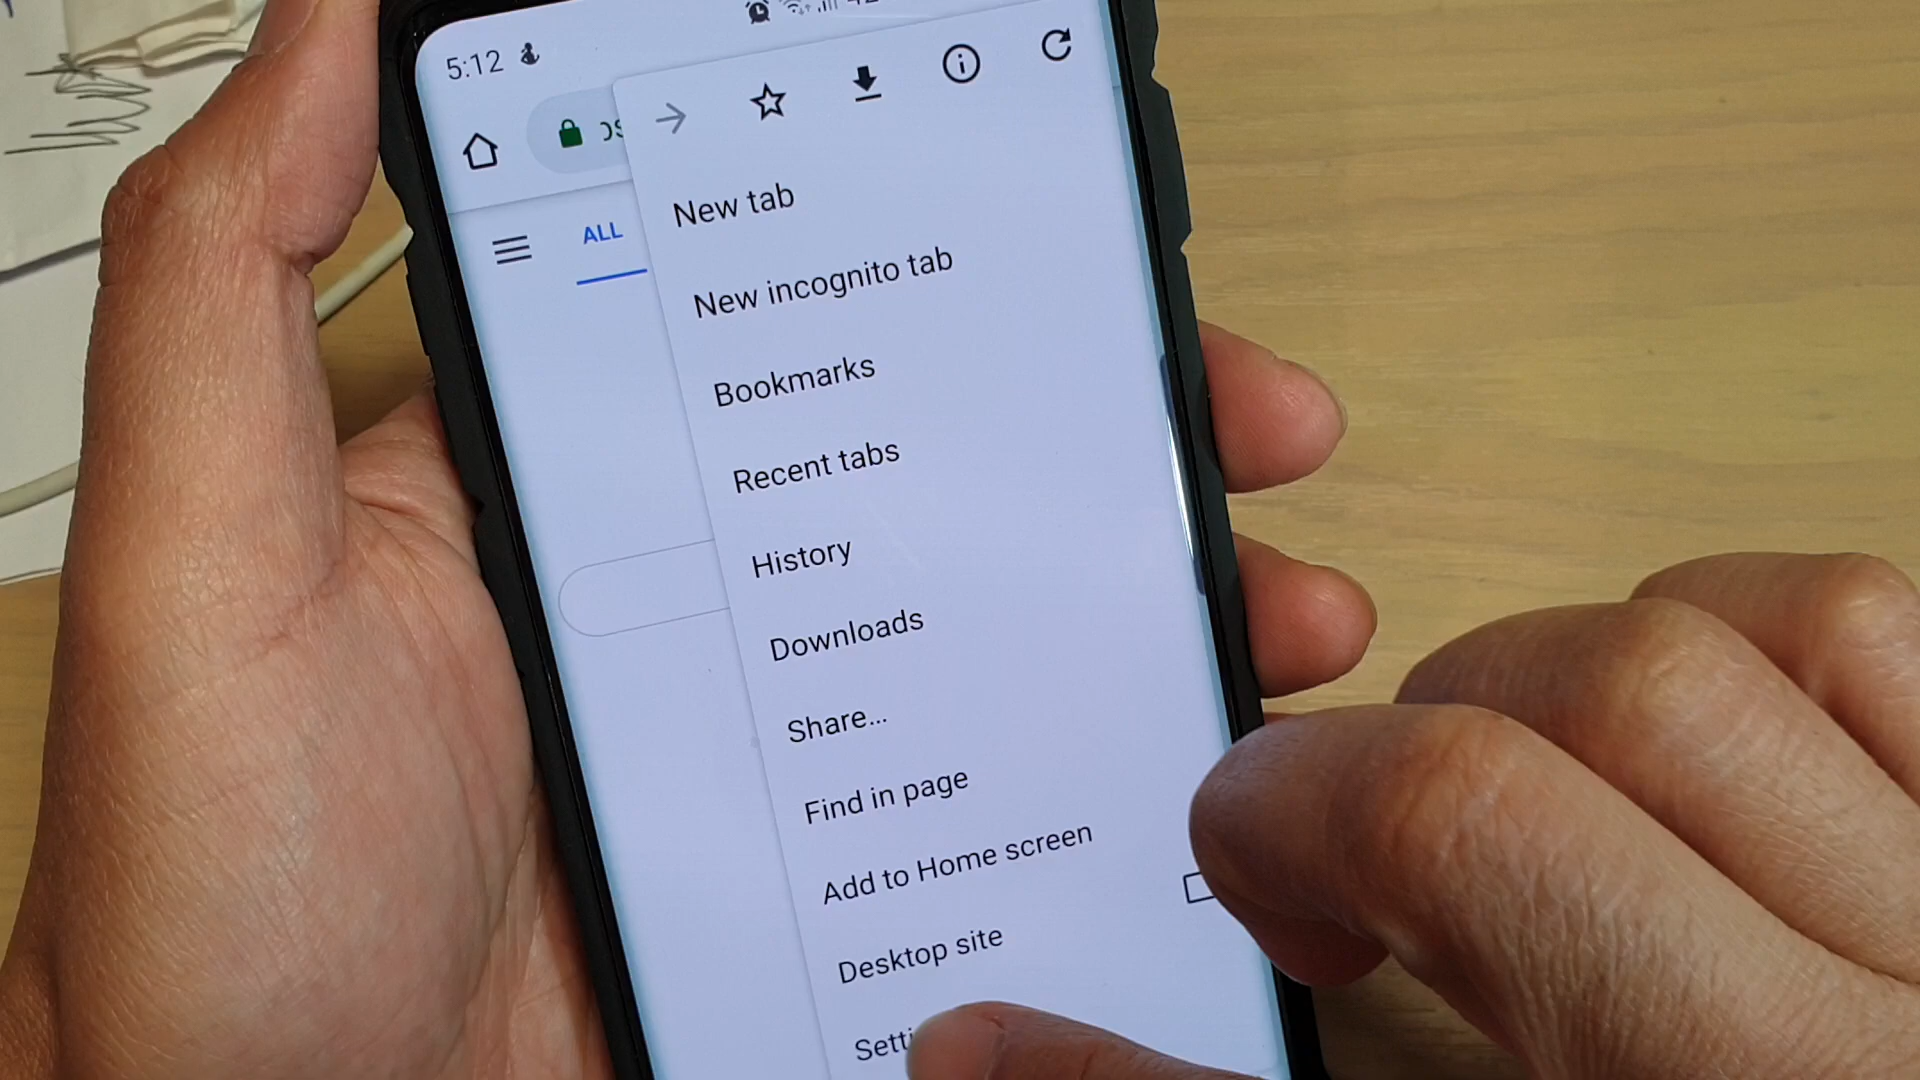 5:12
ALL
New tab
New incognito tab
Bookmarks
Recent tabs
History
Downloads
Share...
Find in page
Add to Home screen
Desktop site